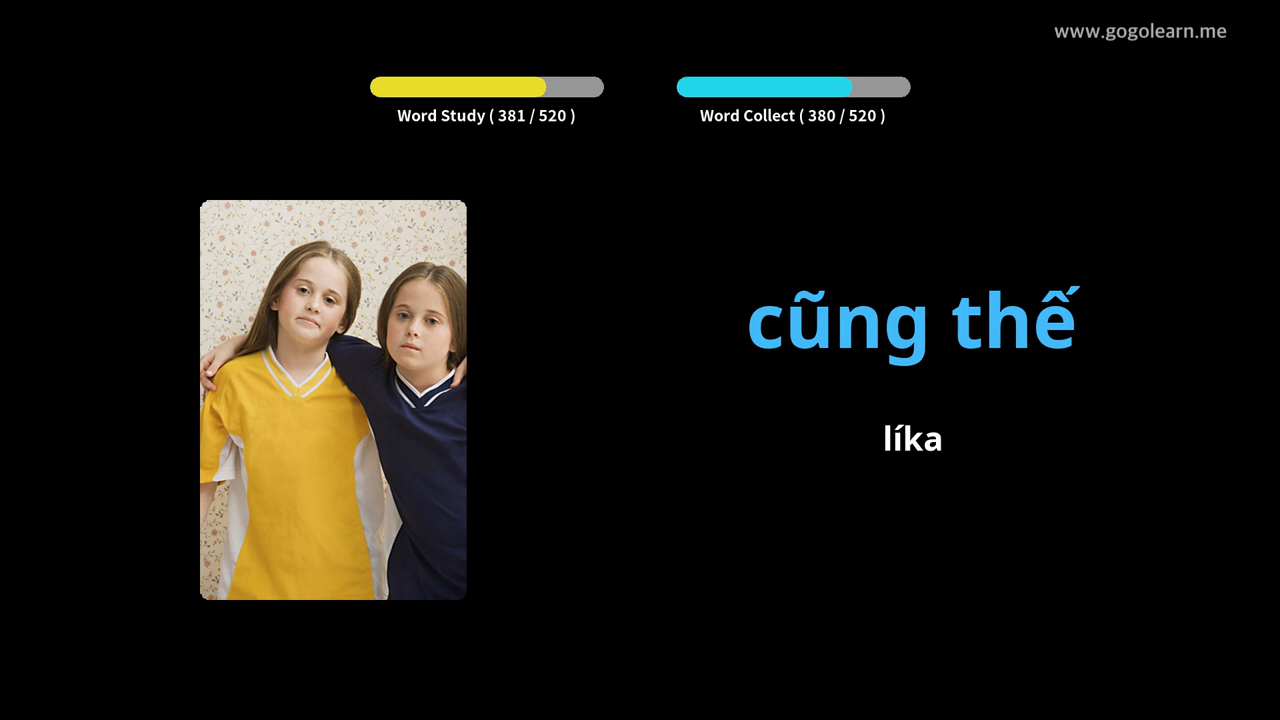 www.gogolearn.me
Word Study ( 381 / 520 )
Word Collect ( 380 / 520 )
cũng thế
líka